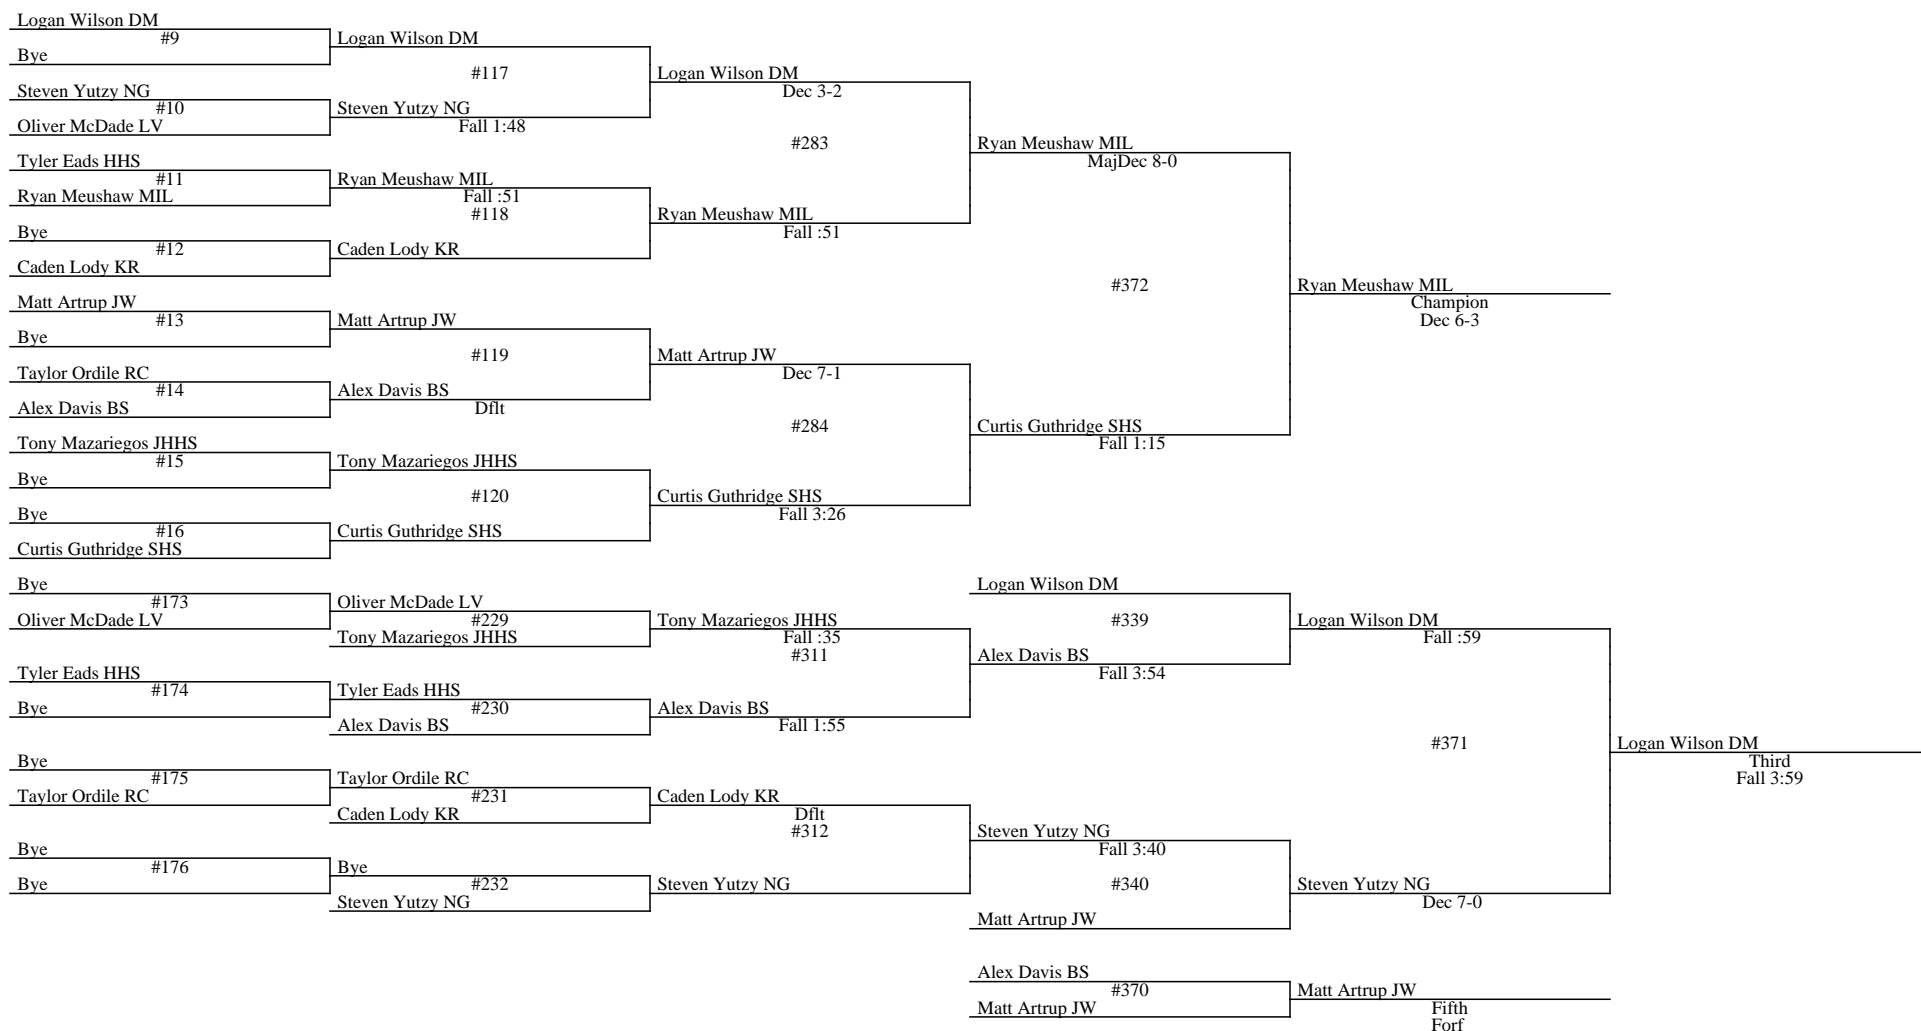 Logan Wilson DM
#9
Bye
Steven Yutzy NG
#10
Oliver McDade LV
Tyler Eads HHS
#11
Ryan Meushaw MIL
Bye
#12
Caden Lody KR
Matt Artrup JW
#13
Bye
Taylor Ordile RC
#14
Alex Davis BS
Tony Mazariegos JHHS
#15
Bye
Bye
#16
Curtis Guthridge SHS
Logan Wilson DM
#117
Steven Yutzy NG
Fall 1:48
Ryan Meushaw MIL
Fall :51
#118
Caden Lody KR
Matt Artrup JW
#119
Alex Davis BS
Dflt
Tony Mazariegos JHHS
#120
Curtis Guthridge SHS
Logan Wilson DM
Dec 3-2
#283
Ryan Meushaw MIL
Fall :51
Matt Artrup JW
Dec 7-1
#284
Curtis Guthridge SHS
Fall 3:26
Ryan Meushaw MIL
MajDec 8-0
#372
Curtis Guthridge SHS
Fall 1:15
Ryan Meushaw MIL
Champion
Dec 6-3
Bye
#173
Oliver McDade LV
Tyler Eads HHS
#174
Bye
Bye
#175
Taylor Ordile RC
Bye
#176
Bye
Oliver McDade LV
#229
Tony Mazariegos JHHS
Tyler Eads HHS
#230
Alex Davis BS
Taylor Ordile RC
#231
Caden Lody KR
Bye
#232
Steven Yutzy NG
Tony Mazariegos JHHS
Fall :35
#311
Alex Davis BS
Fall 1:55
Caden Lody KR
Dflt
#312
Steven Yutzy NG
Logan Wilson DM
#339
Alex Davis BS
Fall 3:54
Steven Yutzy NG
Fall 3:40
#340
Matt Artrup JW
Logan Wilson DM
Fall :59
#371
Steven Yutzy NG
Dec 7-0
Logan Wilson DM
Third
Fall 3:59
Alex Davis BS
#370
Matt Artrup JW
Matt Artrup JW
Fifth
Forf